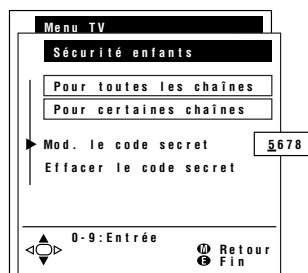 Menu TV
Sécurité enfants
Pour toutes les chaînes
Pour certaines chaînes
Mod. le code secret 5678
Effacer le code secret
0-9:Entrée
M Retour
E Fin